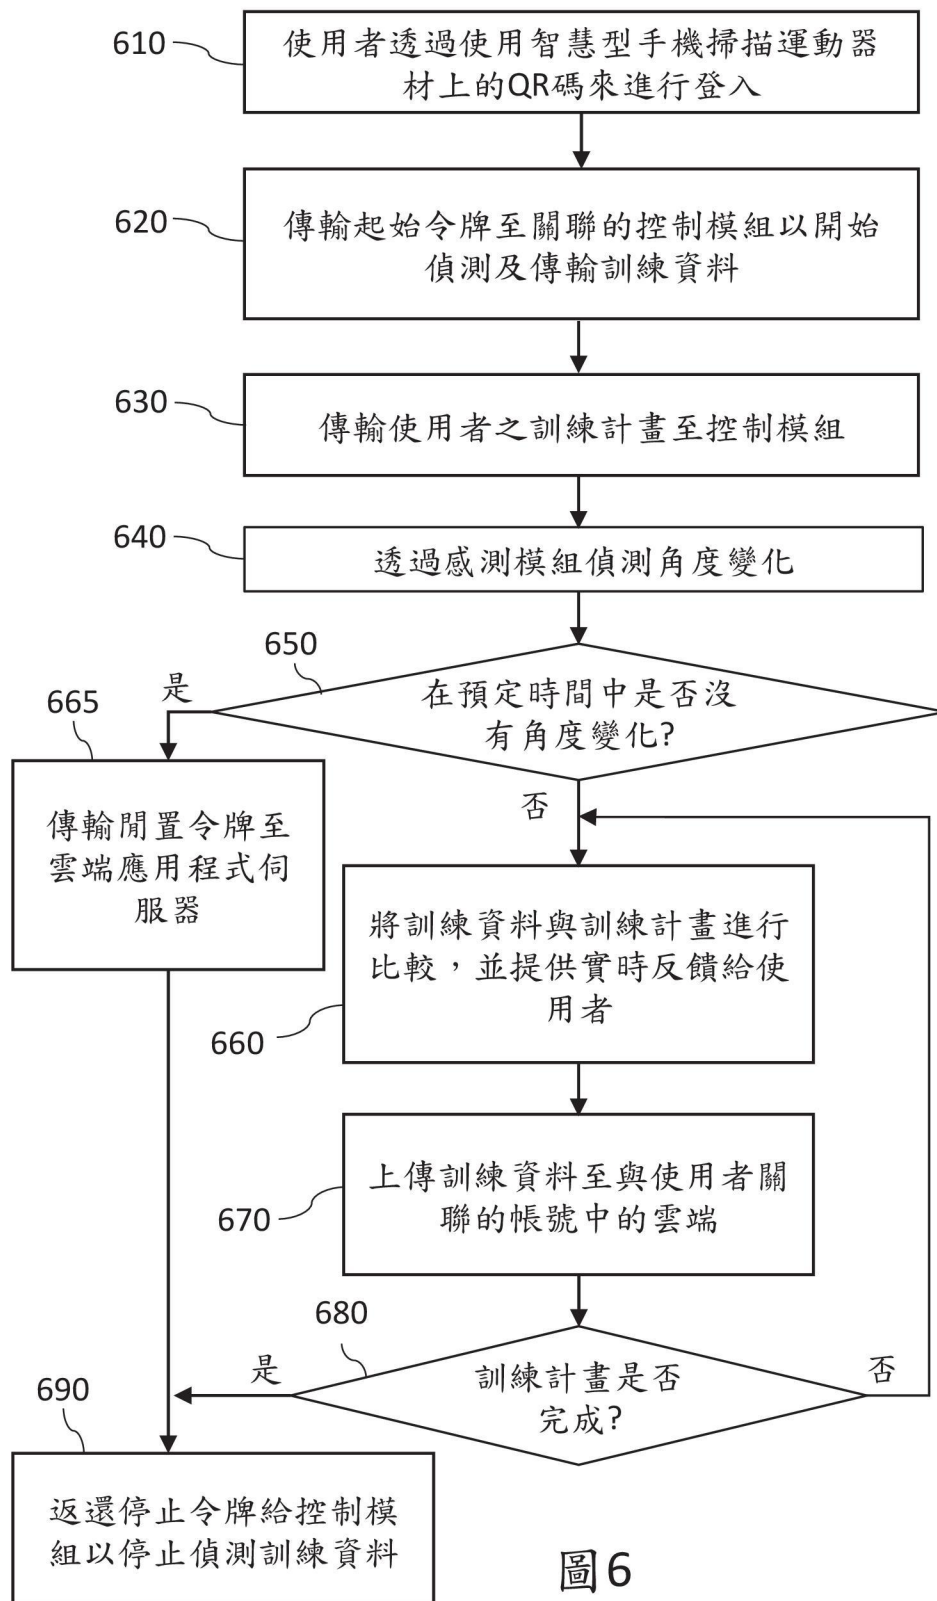 610
使用者透過使用智慧型手機掃描運動器
材上的QR碼來進行登入
620
傳輸起始令牌至關聯的控制模組以開始
偵測及傳輸訓練資料
630
傳輸使用者之訓練計畫至控制模組
640
透過感測模組偵測角度變化
650
在預定時間中是否沒
有角度變化?
是
否
665
傳輸閒置令牌至
雲端應用程式伺
服器
將訓練資料與訓練計畫進行
比較，並提供實時反饋給使
用者
660
上傳訓練資料至與使用者關
聯的帳號中的雲端
670
680
訓練計畫是否
完成?
是
否
690
返還停止令牌給控制模
組以停止偵測訓練資料
圖6